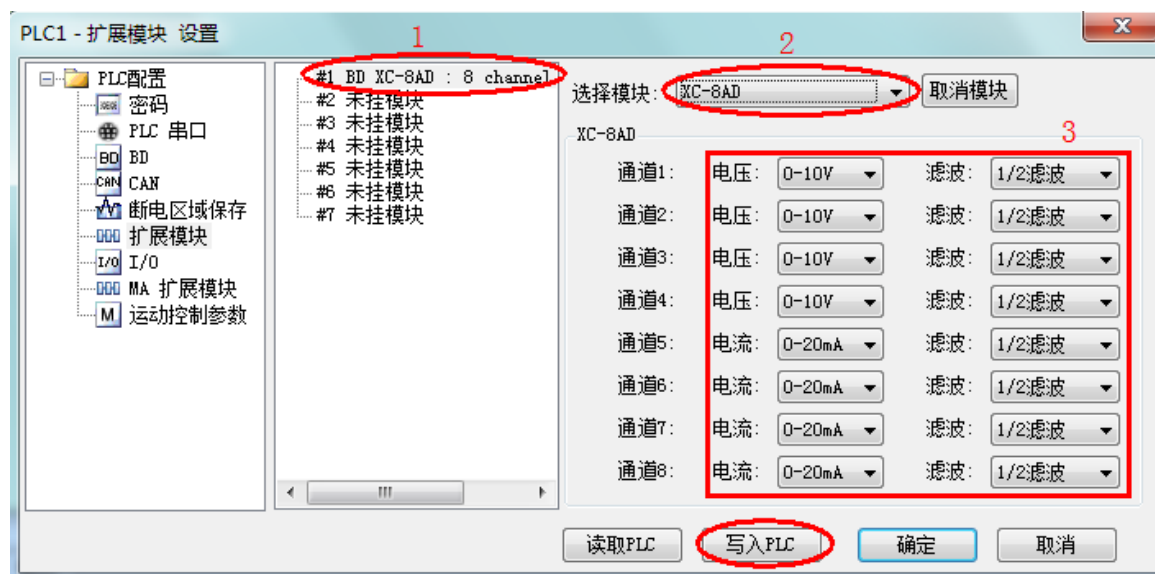 PLC1 - 扩展模块 设置
x
1
2
PLC配置
密码
PLC 串口
BD BD
CAN CAN
断电区域保存
扩展模块
I/O I/O
MA 扩展模块
M 运动控制参数
#1 BD XC-8AD : 8 channel
#2 未挂模块
#3 未挂模块
#4 未挂模块
#5 未挂模块
#6 未挂模块
#7 未挂模块
选择模块: XC-8AD 取消模块
XC-8AD
3
通道1: 电压: 0-10V 滤波: 1/2滤波
通道2: 电压: 0-10V 滤波: 1/2滤波
通道3: 电压: 0-10V 滤波: 1/2滤波
通道4: 电压: 0-10V 滤波: 1/2滤波
通道5: 电流: 0-20mA 滤波: 1/2滤波
通道6: 电流: 0-20mA 滤波: 1/2滤波
通道7: 电流: 0-20mA 滤波: 1/2滤波
通道8: 电流: 0-20mA 滤波: 1/2滤波
读取PLC 写入PLC 确定 取消